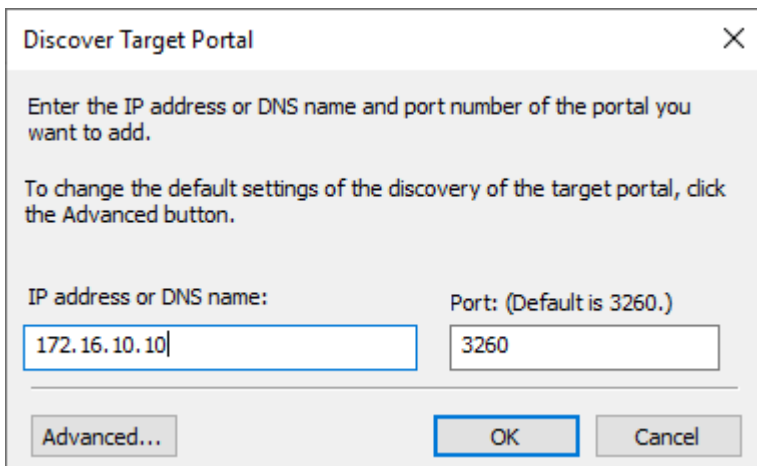 Discover Target Portal
Enter the IP address or DNS name and port number of the portal you
want to add.
To change the default settings of the discovery of the target portal, click
the Advanced button.
IP address or DNS name:
Port: (Default is 3260.)
172.16.10.10
3260
Advanced...
OK
Cancel